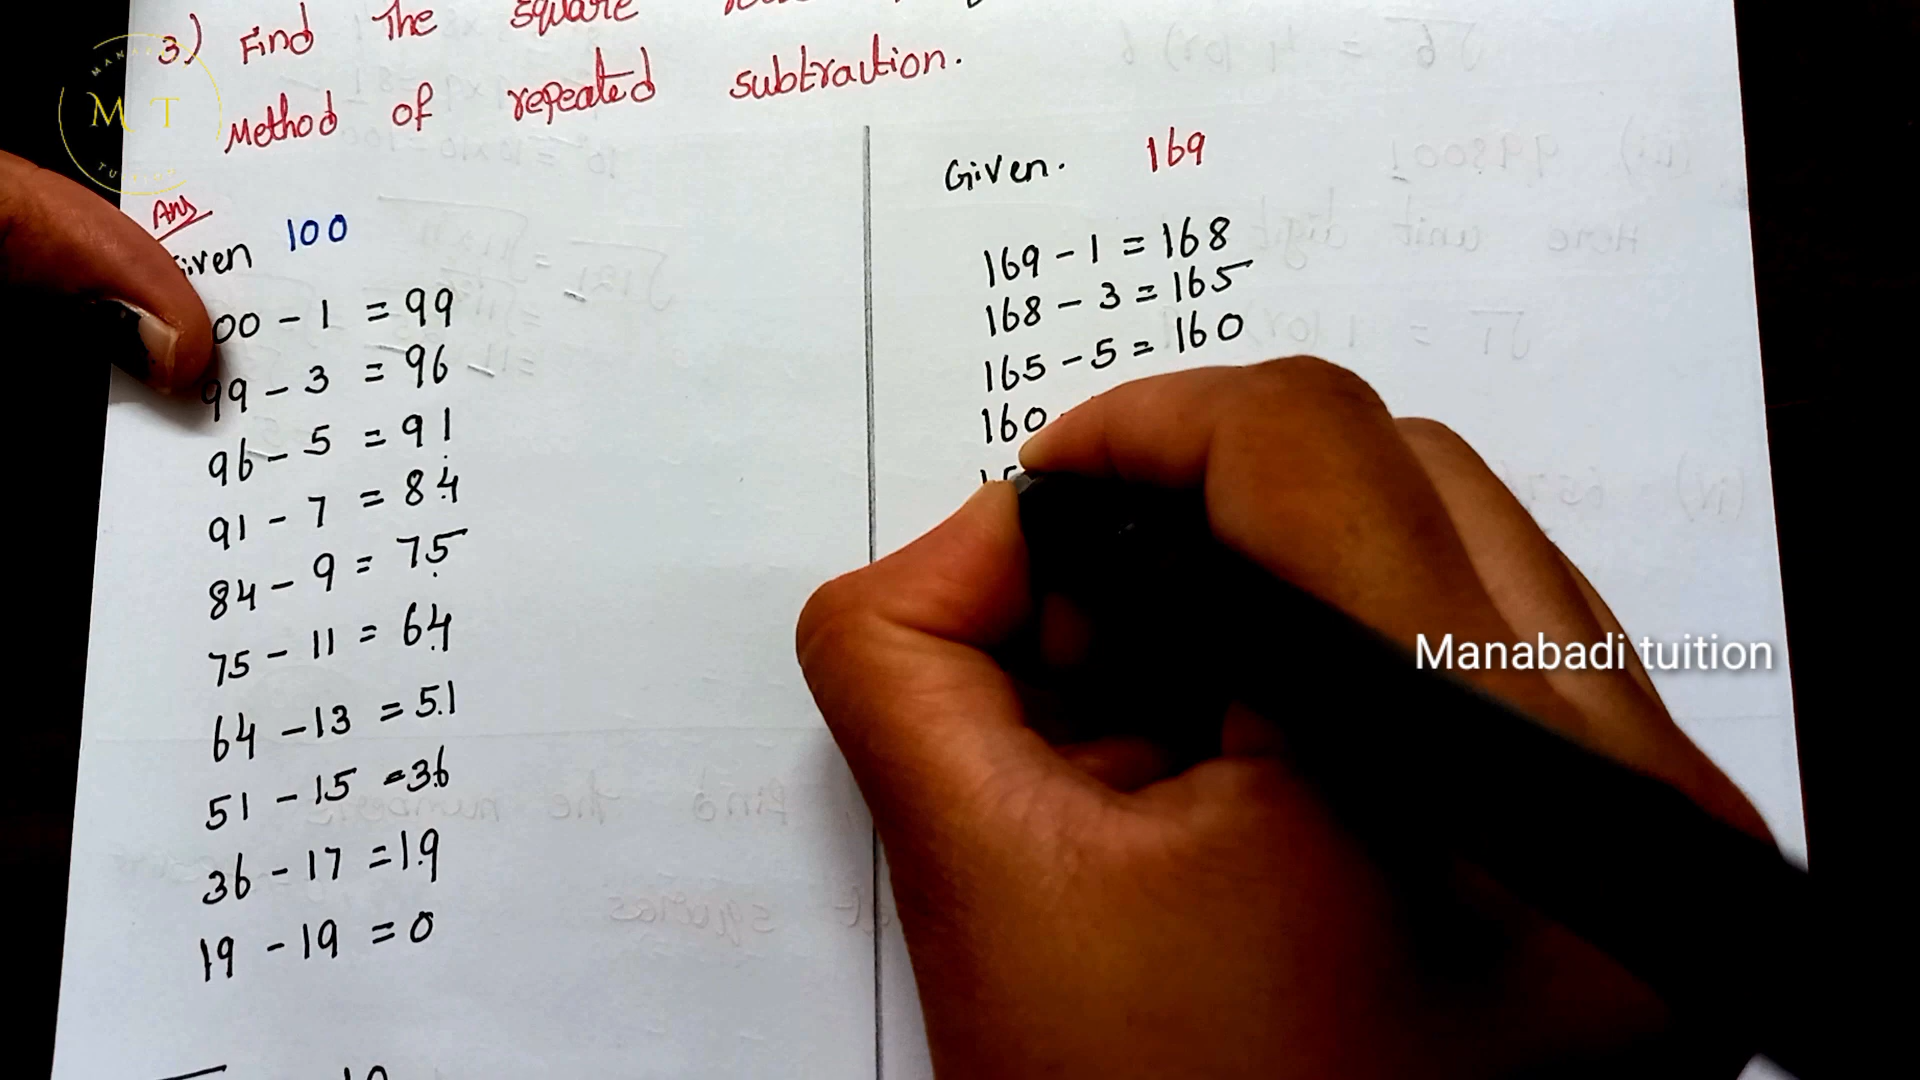 3) Find The square
Method of repeated subtraction.
M T
Ans
Given 100
00 - 1 = 99
99 - 3 = 96
96 - 5 = 91
91 - 7 = 84
84 - 9 = 75
75 - 11 = 64
64 - 13 = 51
51 - 15 = 36
36 - 17 = 19
19 - 19 = 0
10
Given. 169
169 - 1 = 168
168 - 3 = 165
165 - 5 = 160
160
15
Manabadi tuition